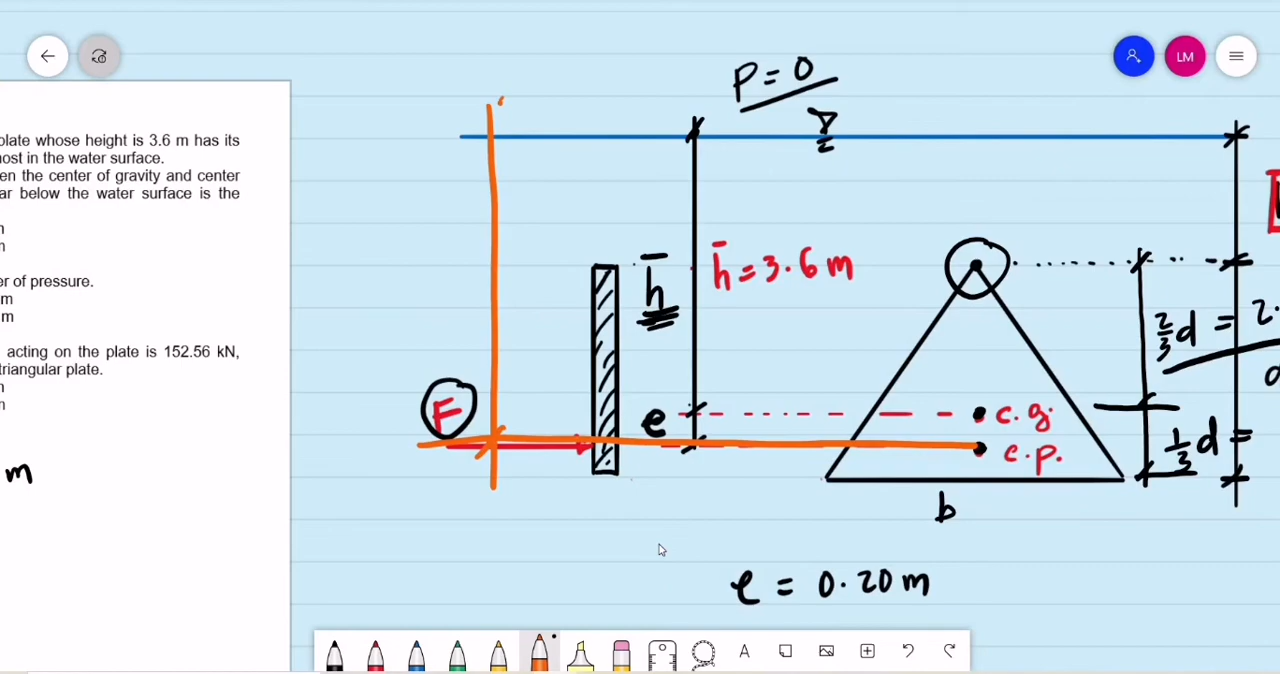 LM
plate whose height is 3.6 m has its
most in the water surface.
en the center of gravity and center
ar below the water surface is the
n
m
er of pressure.
m
m
acting on the plate is 152.56 kN,
triangular plate.
n
m
m
P = 0
h̅
h̅ = 3.6 m
F
e
c.g.
c.p.
b
2/3 d = 2.
1/3 d =
e = 0.20 m
A